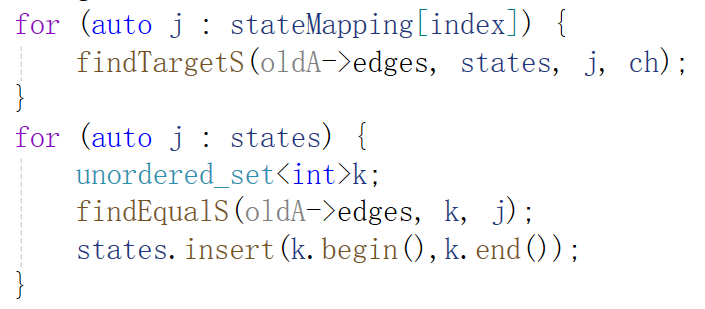 for (auto j : stateMapping[index]) {
    findTargetS(oldA->edges, states, j, ch);
}
for (auto j : states) {
    unordered_set<int>k;
    findEqualS(oldA->edges, k, j);
    states.insert(k.begin(),k.end());
}